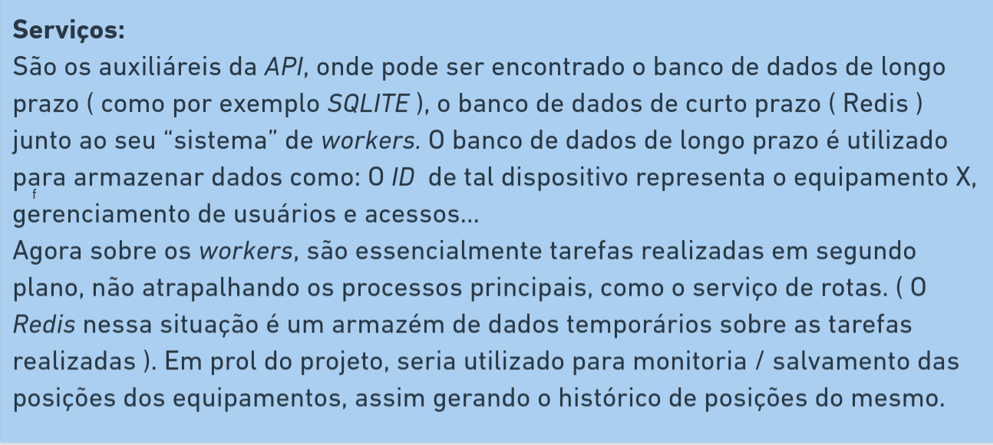 Serviços:
São os auxiliáreis da API, onde pode ser encontrado o banco de dados de longo
prazo ( como por exemplo SQLITE ), o banco de dados de curto prazo ( Redis )
junto ao seu “sistema” de workers. O banco de dados de longo prazo é utilizado
para armazenar dados como: O ID de tal dispositivo representa o equipamento X,
f
gerenciamento de usuários e acessos...
Agora sobre os workers, são essencialmente tarefas realizadas em segundo
plano, não atrapalhando os processos principais, como o serviço de rotas. ( O
Redis nessa situação é um armazém de dados temporários sobre as tarefas
realizadas ). Em prol do projeto, seria utilizado para monitoria / salvamento das
posições dos equipamentos, assim gerando o histórico de posições do mesmo.